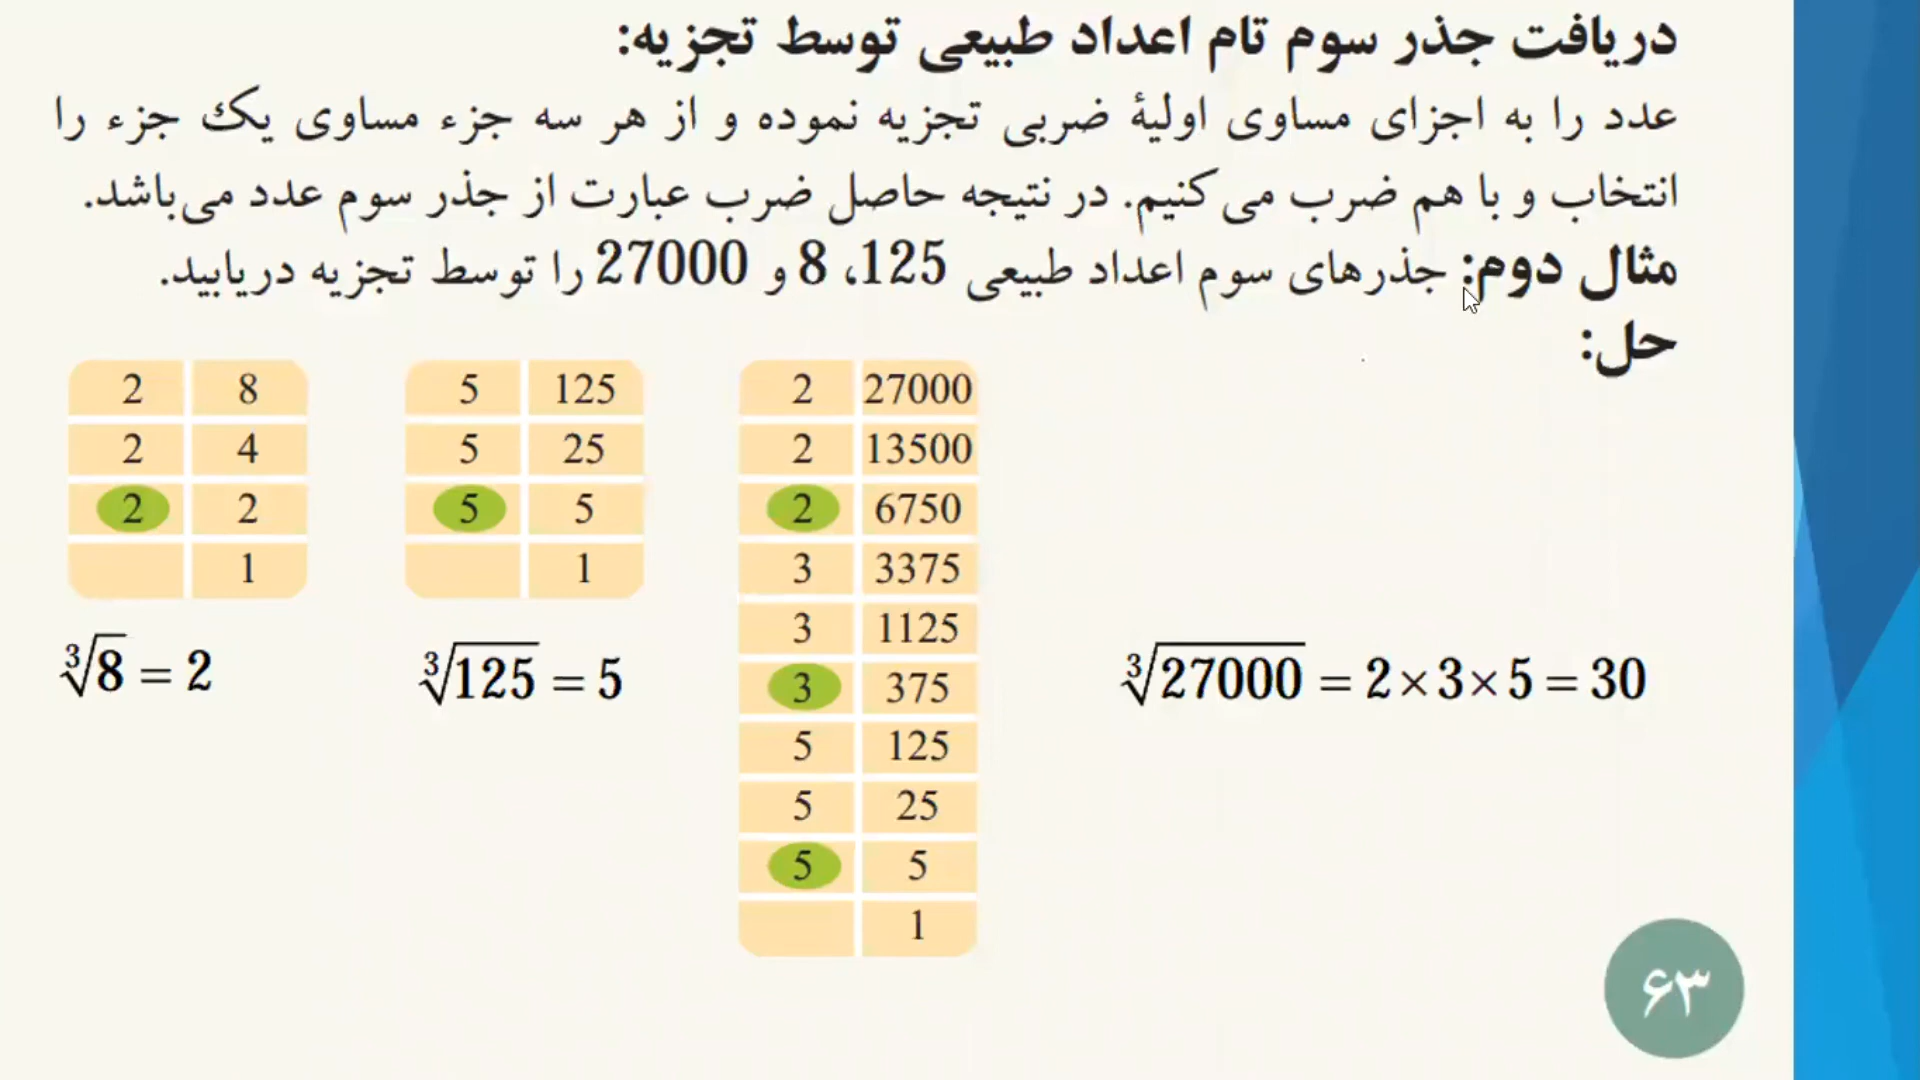 دریافت جذر سوم تام اعداد طبیعی توسط تجزیه:
عدد را به اجزای مساوی اولیۀ ضربی تجزیه نموده و از هر سه جزء مساوی یک جزء را
انتخاب و با هم ضرب می‌کنیم. در نتیجه حاصل ضرب عبارت از جذر سوم عدد می‌باشد.
مثال دوم: جذرهای سوم اعداد طبیعی 125، 8 و 27000 را توسط تجزیه دریابید.
حل:
2 8
2 4
2 2
1
∛8 = 2
5 125
5 25
5 5
1
∛125 = 5
2 27000
2 13500
2 6750
3 3375
3 1125
3 375
5 125
5 25
5 5
1
∛27000 = 2×3×5 = 30
۶۳